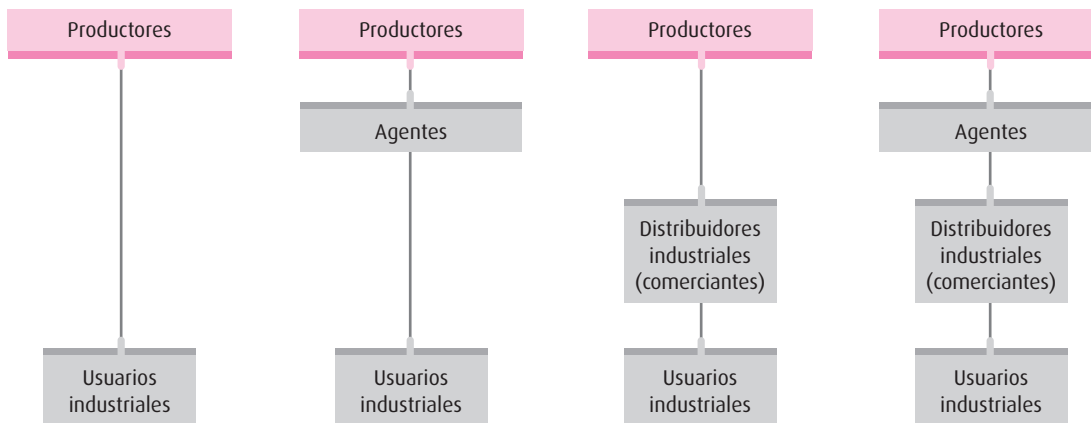 Productores
Productores
Productores
Productores
Agentes
Agentes
Distribuidores
industriales
(comerciantes)
Distribuidores
industriales
(comerciantes)
Usuarios
industriales
Usuarios
industriales
Usuarios
industriales
Usuarios
industriales